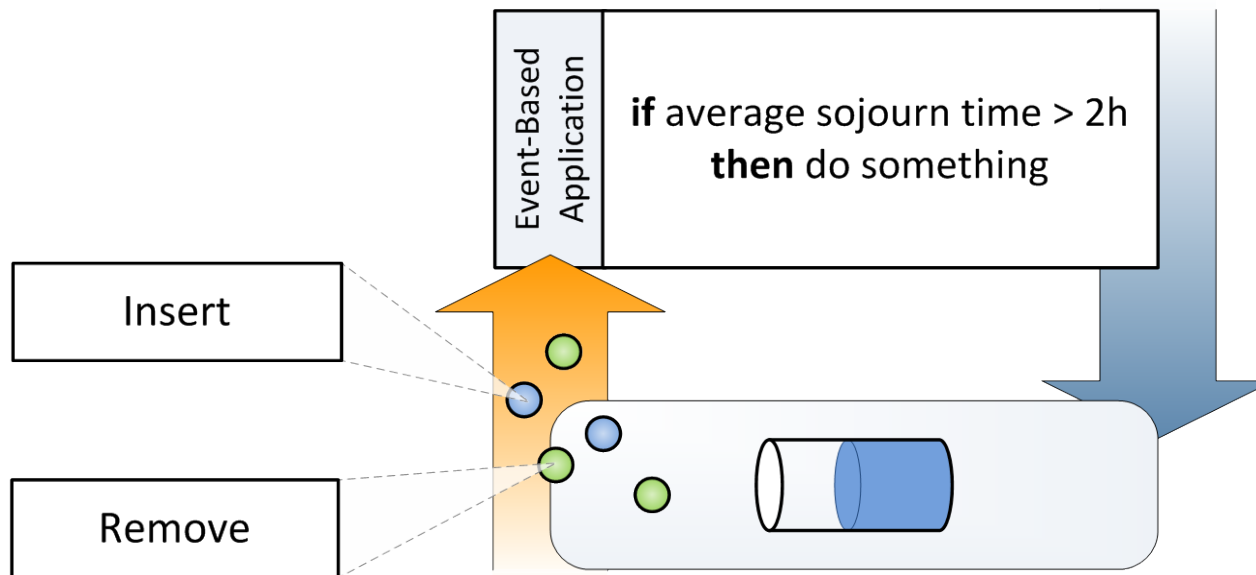 Event-Based
Application
if average sojourn time > 2h
then do something
Insert
Remove